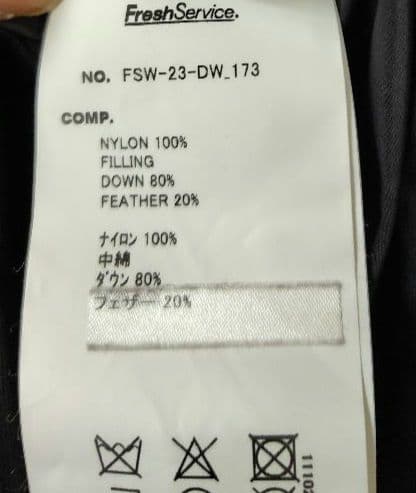 FreshService.
NO. FSW-23-DW_173
COMP.
NYLON 100%
FILLING
DOWN 80%
FEATHER 20%
ナイロン 100%
中綿
ダウン 80%
フェザー 20%